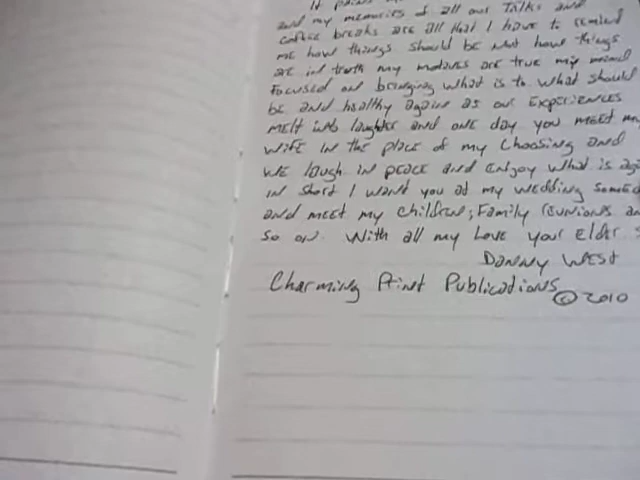 It pains me
and my memories of all our Talks and
coffee breaks are all that I have to remind
me how things should be not how things
are in truth my motives are true my mind
Focused on bringing what is to what should
be and healthy again as our Experiences
melt into laughter and one day you meet my
wife in the place of my choosing and
we laugh in peace and enjoy what is
in short I want you at my wedding
and meet my children; Family reunions
so on. With all my Love your elder
Danny West
Charming Print Publications © 2010